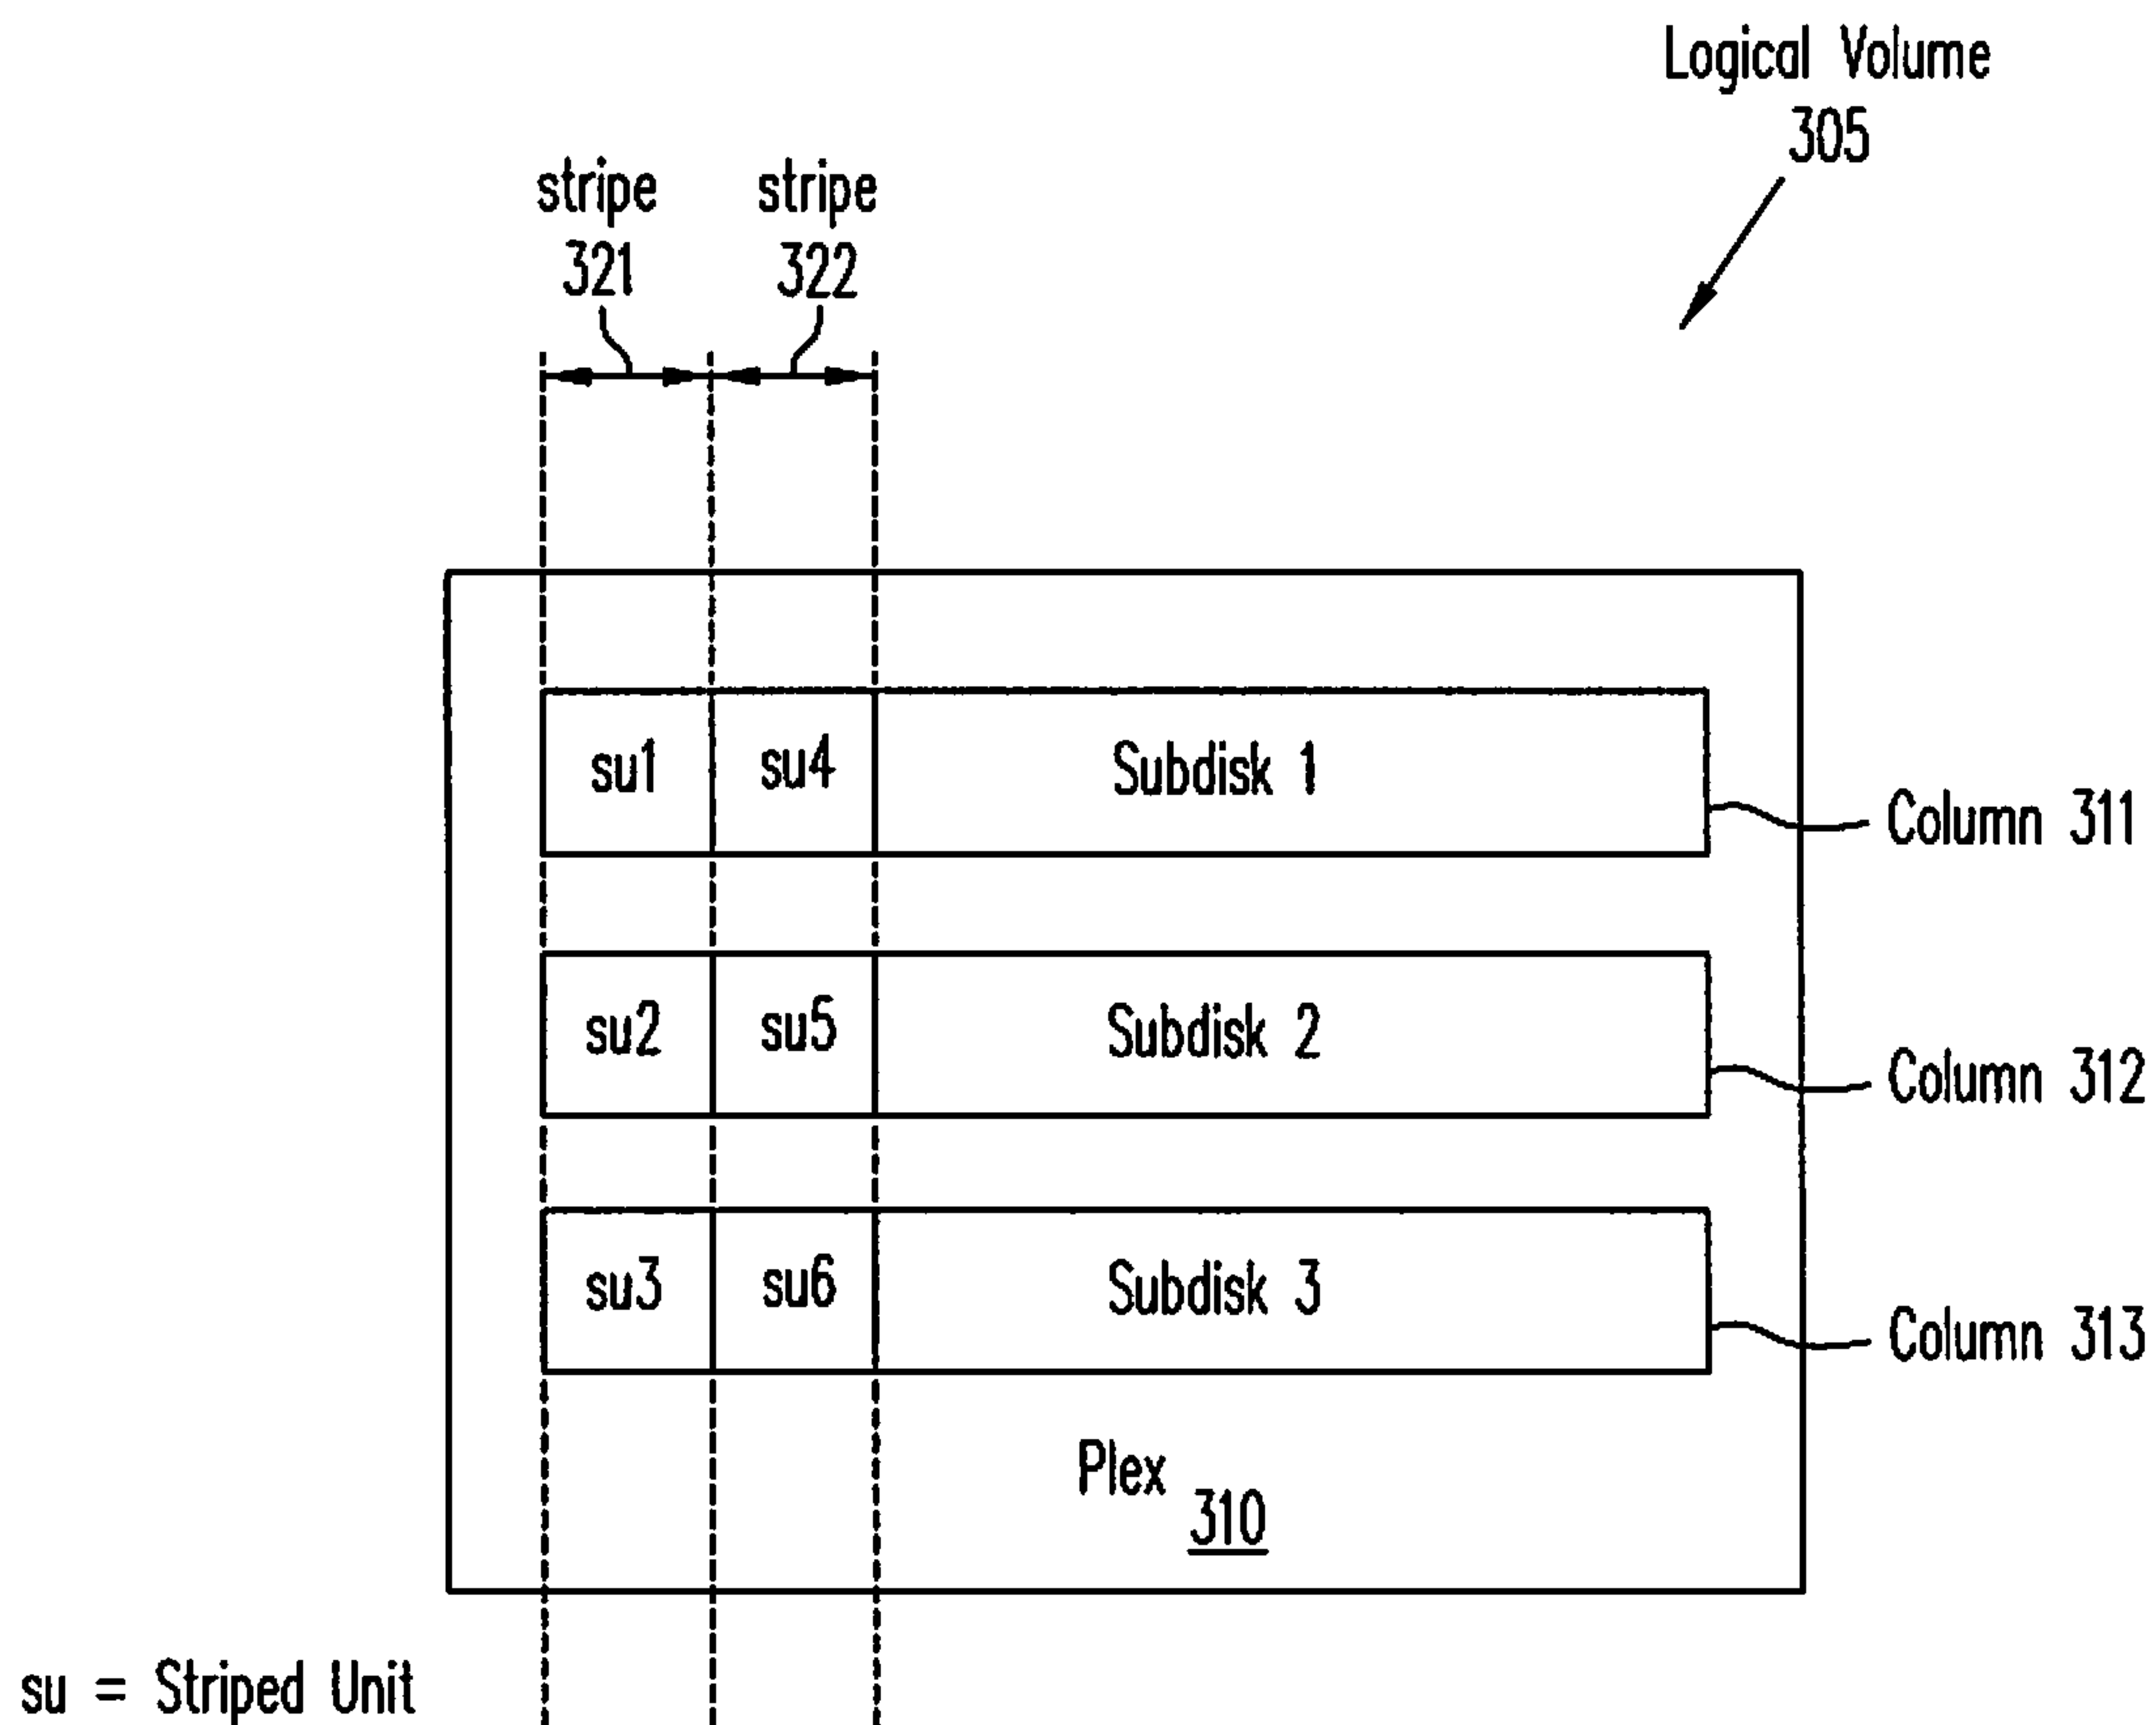 Logical Volume
305
stripe
321
stripe
322
su1
su4
Subdisk 1
Column 311
su2
su5
Subdisk 2
Column 312
su3
su6
Subdisk 3
Column 313
Plex
310
su = Striped Unit